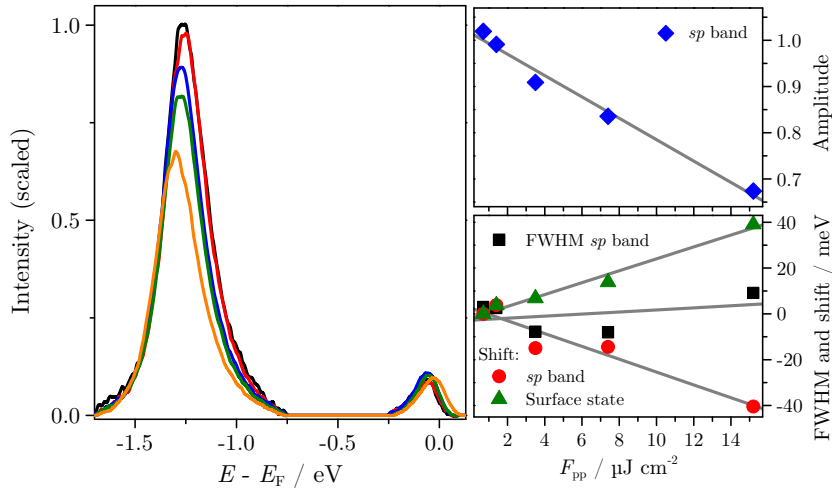 1.0
0.5
0.0
Intensity (scaled)
-1.5
-1.0
-0.5
0.0
E - E_F / eV
sp band
1.0
0.9
0.8
0.7
Amplitude
FWHM sp band
Shift:
sp band
Surface state
40
20
0
-20
-40
FWHM and shift / meV
2
4
6
8
10
12
14
F_pp / µJ cm⁻²